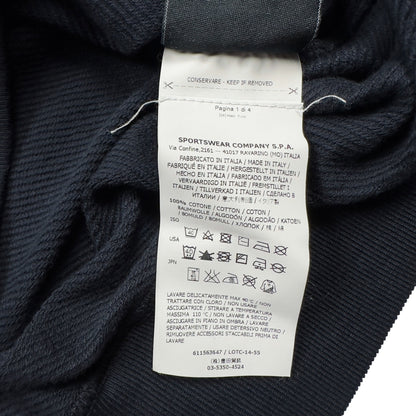 CONSERVARE - KEEP IF REMOVED
Pagina 1 di 4
SPORTSWEAR COMPANY S.P.A.
Via Confine,2161 - 41017 RAVARINO (MO) ITALIA
FABBRICATO IN ITALIA / MADE IN ITALY /
FABRIQUÉ EN ITALIE / HERGESTELLT IN ITALIEN /
HECHO EN ITALIA / FABRICADO EM ITÁLIA /
VERVAARDIGD IN ITALIË / FREMSTILLET I
ITALIEN / TILLVERKAD I ITALIEN / СДЕЛАНО В
ИТАЛИИ / 意大利制造 / イタリア製
100% COTONE / COTTON / COTON /
BAUMWOLLE / ALGODÓN / ALGODÃO / KATOEN
/ BOMULD / BOMULL / ХЛОПОК / 棉 / 綿
ISO
USA
JPN
LAVARE DELICATAMENTE MAX 40 °C / NON
TRATTARE CON CLORO / NON USARE
ASCIUGATRICE / STIRARE A TEMPERATURA
MASSIMA 110 °C / NON LAVARE A SECCO /
ASCIUGARE IN PIANO IN OMBRA / LAVARE
SEPARATAMENTE / USARE DETERSIVO NEUTRO /
RIMUOVERE ACCESSORI STACCABILI PRIMA DI
LAVARE
611563647 / LOTC-14-55
03-5350-4524